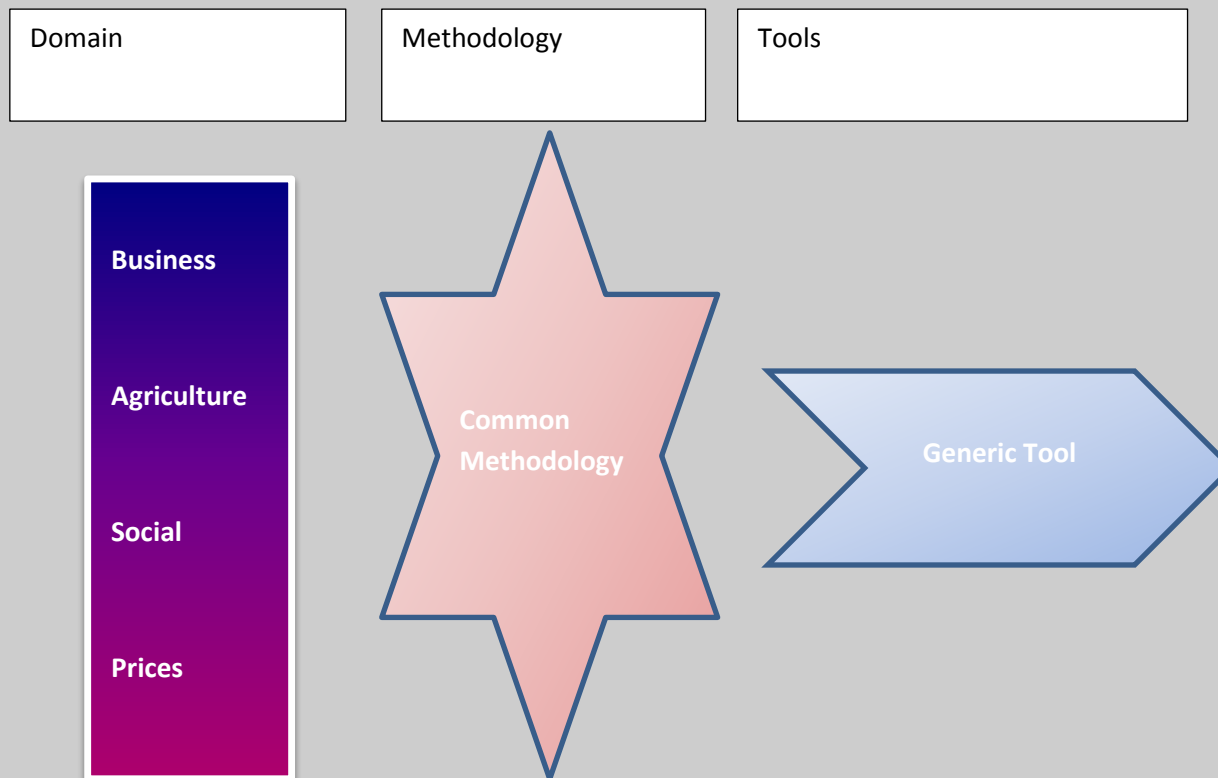 Domain
Methodology
Tools
Business
Agriculture
Social
Prices
Common
Methodology
Generic Tool